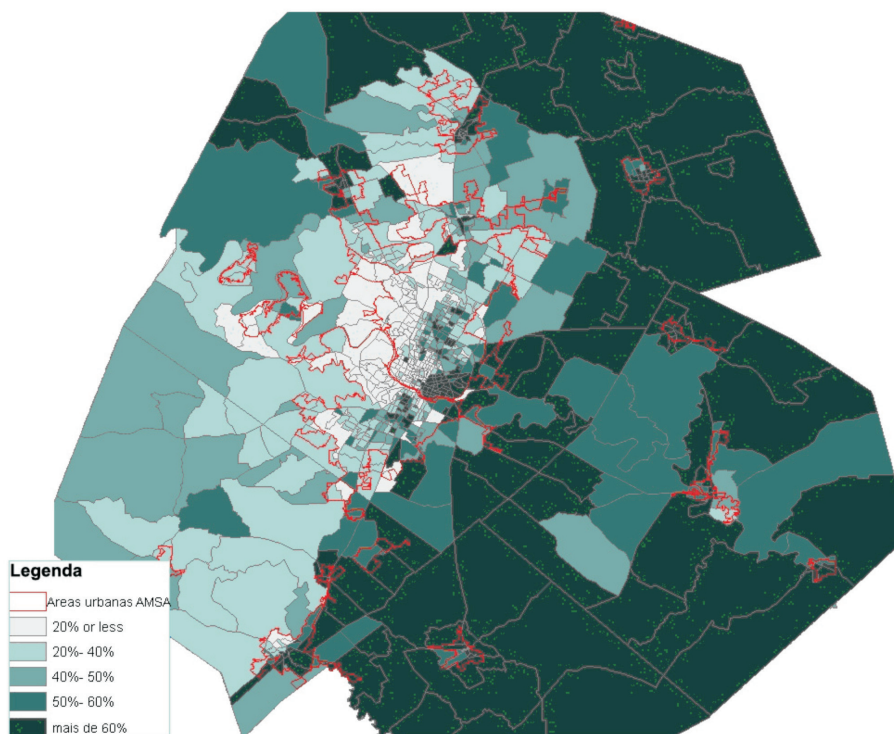 Legenda
Areas urbanas AMSA
20% or less
20%- 40%
40%- 50%
50%- 60%
mais de 60%